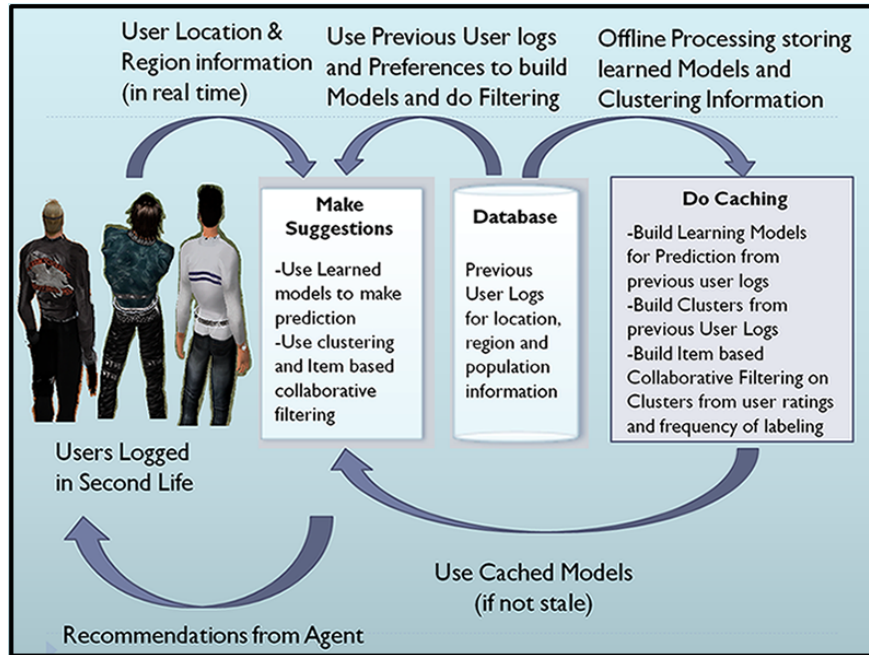 User Location &
Region information
(in real time)
Use Previous User logs
and Preferences to build
Models and do Filtering
Offline Processing storing
learned Models and
Clustering Information
Make
Suggestions
-Use Learned
models to make
prediction
-Use clustering
and Item based
collaborative
filtering
Database
Previous
User Logs
for location,
region and
population
information
Do Caching
-Build Learning Models
for Prediction from
previous user logs
-Build Clusters from
previous User Logs
-Build Item based
Collaborative Filtering on
Clusters from user ratings
and frequency of labeling
Users Logged
in Second Life
Use Cached Models
(if not stale)
Recommendations from Agent